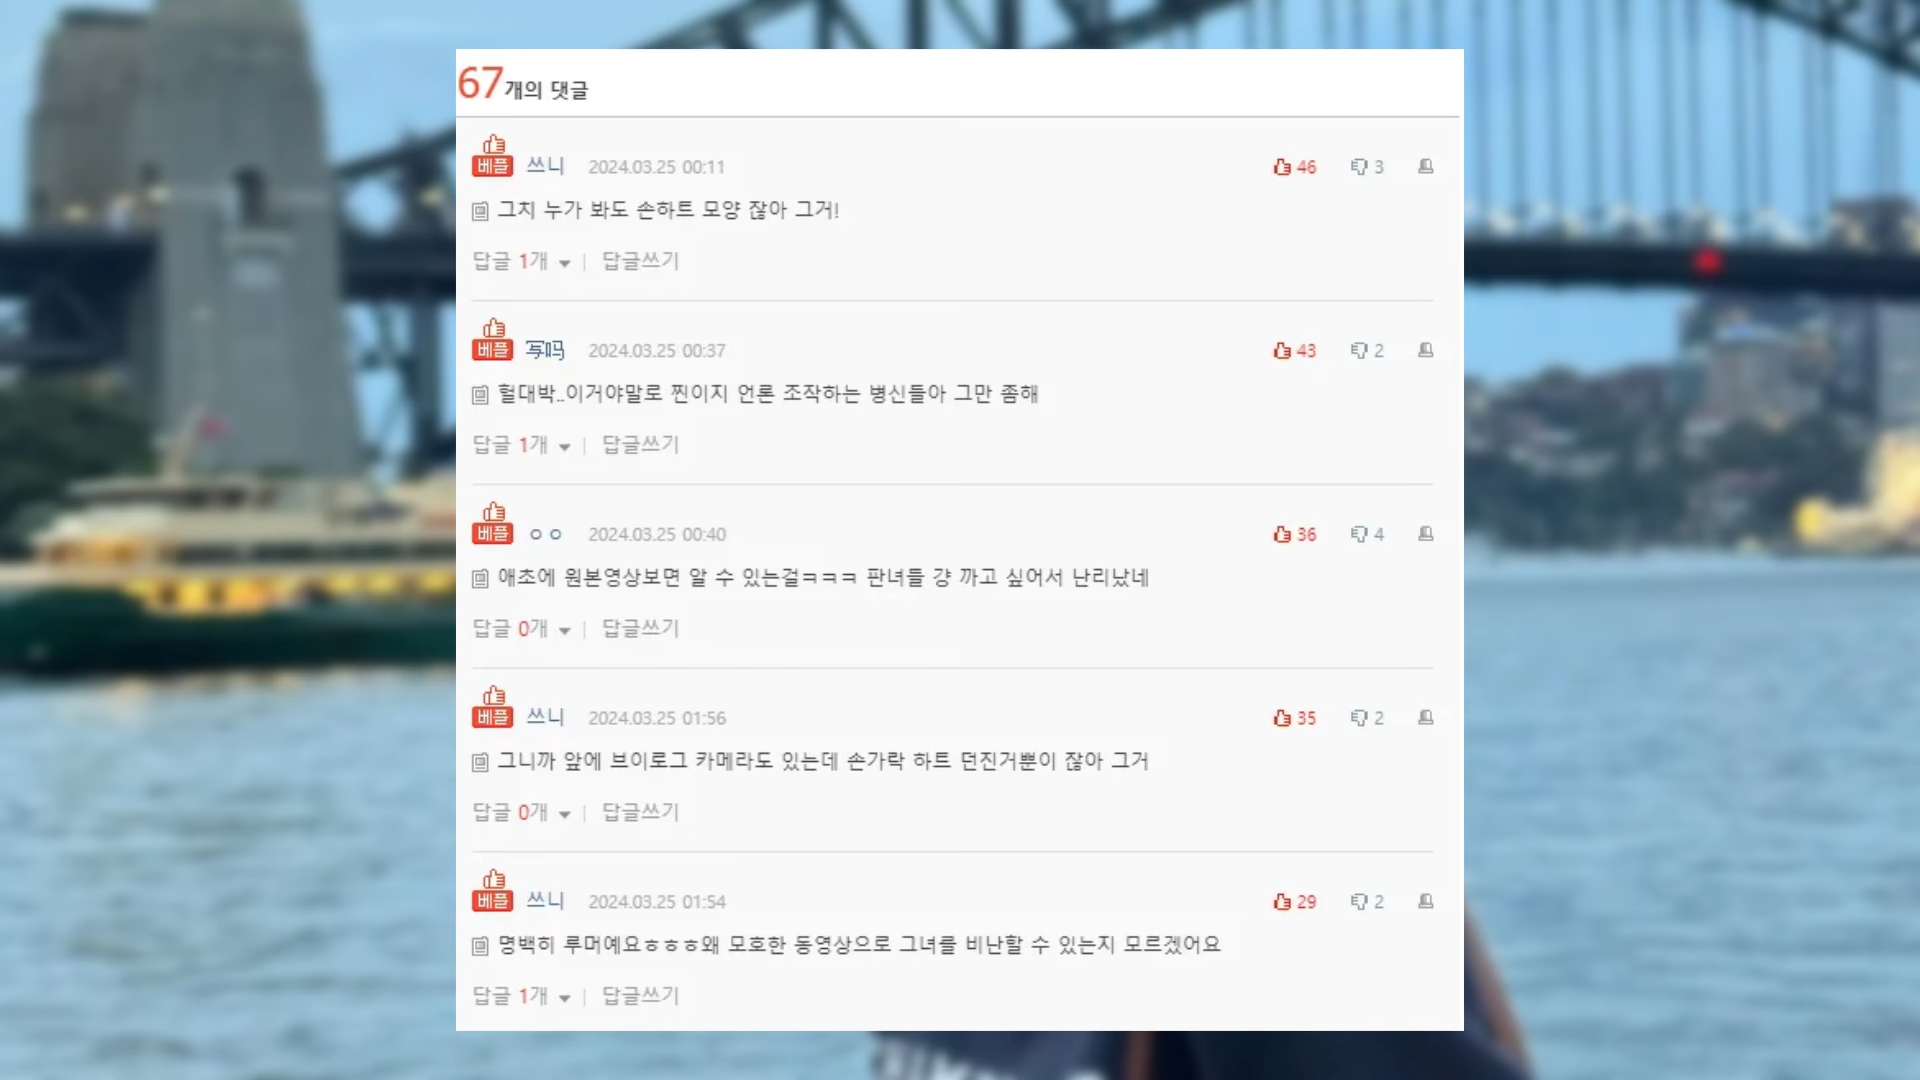 67개의 댓글
베플 쓰니 2024.03.25 00:11 46 3
그치 누가 봐도 손하트 모양 잖아 그거!
답글 1개 | 답글쓰기
베플 写吗 2024.03.25 00:37 43 2
헐대박..이거야말로 찐이지 언론 조작하는 병신들아 그만 좀해
답글 1개 | 답글쓰기
베플 ㅇㅇ 2024.03.25 00:40 36 4
애초에 원본영상보면 알 수 있는걸ㅋㅋㅋ 판녀들 걍 까고 싶어서 난리났네
답글 0개 | 답글쓰기
베플 쓰니 2024.03.25 01:56 35 2
그니까 앞에 브이로그 카메라도 있는데 손가락 하트 던진거뿐이 잖아 그거
답글 0개 | 답글쓰기
베플 쓰니 2024.03.25 01:54 29 2
명백히 루머예요ㅎㅎㅎ왜 모호한 동영상으로 그녀를 비난할 수 있는지 모르겠어요
답글 1개 | 답글쓰기